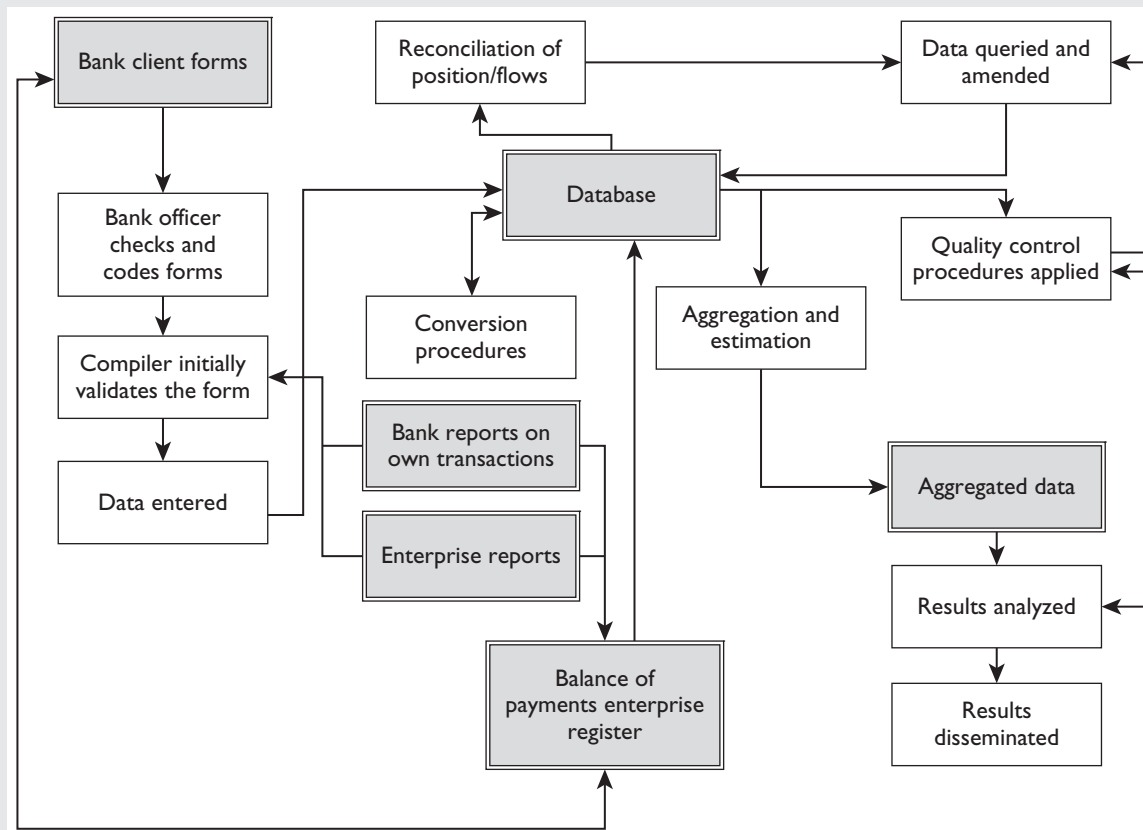 Bank client forms
Reconciliation of
position/flows
Data queried and
amended
Database
Bank officer
checks and
codes forms
Quality control
procedures applied
Conversion
procedures
Aggregation and
estimation
Compiler initially
validates the form
Bank reports on
own transactions
Data entered
Aggregated data
Enterprise reports
Results analyzed
Balance of
payments enterprise
register
Results
disseminated